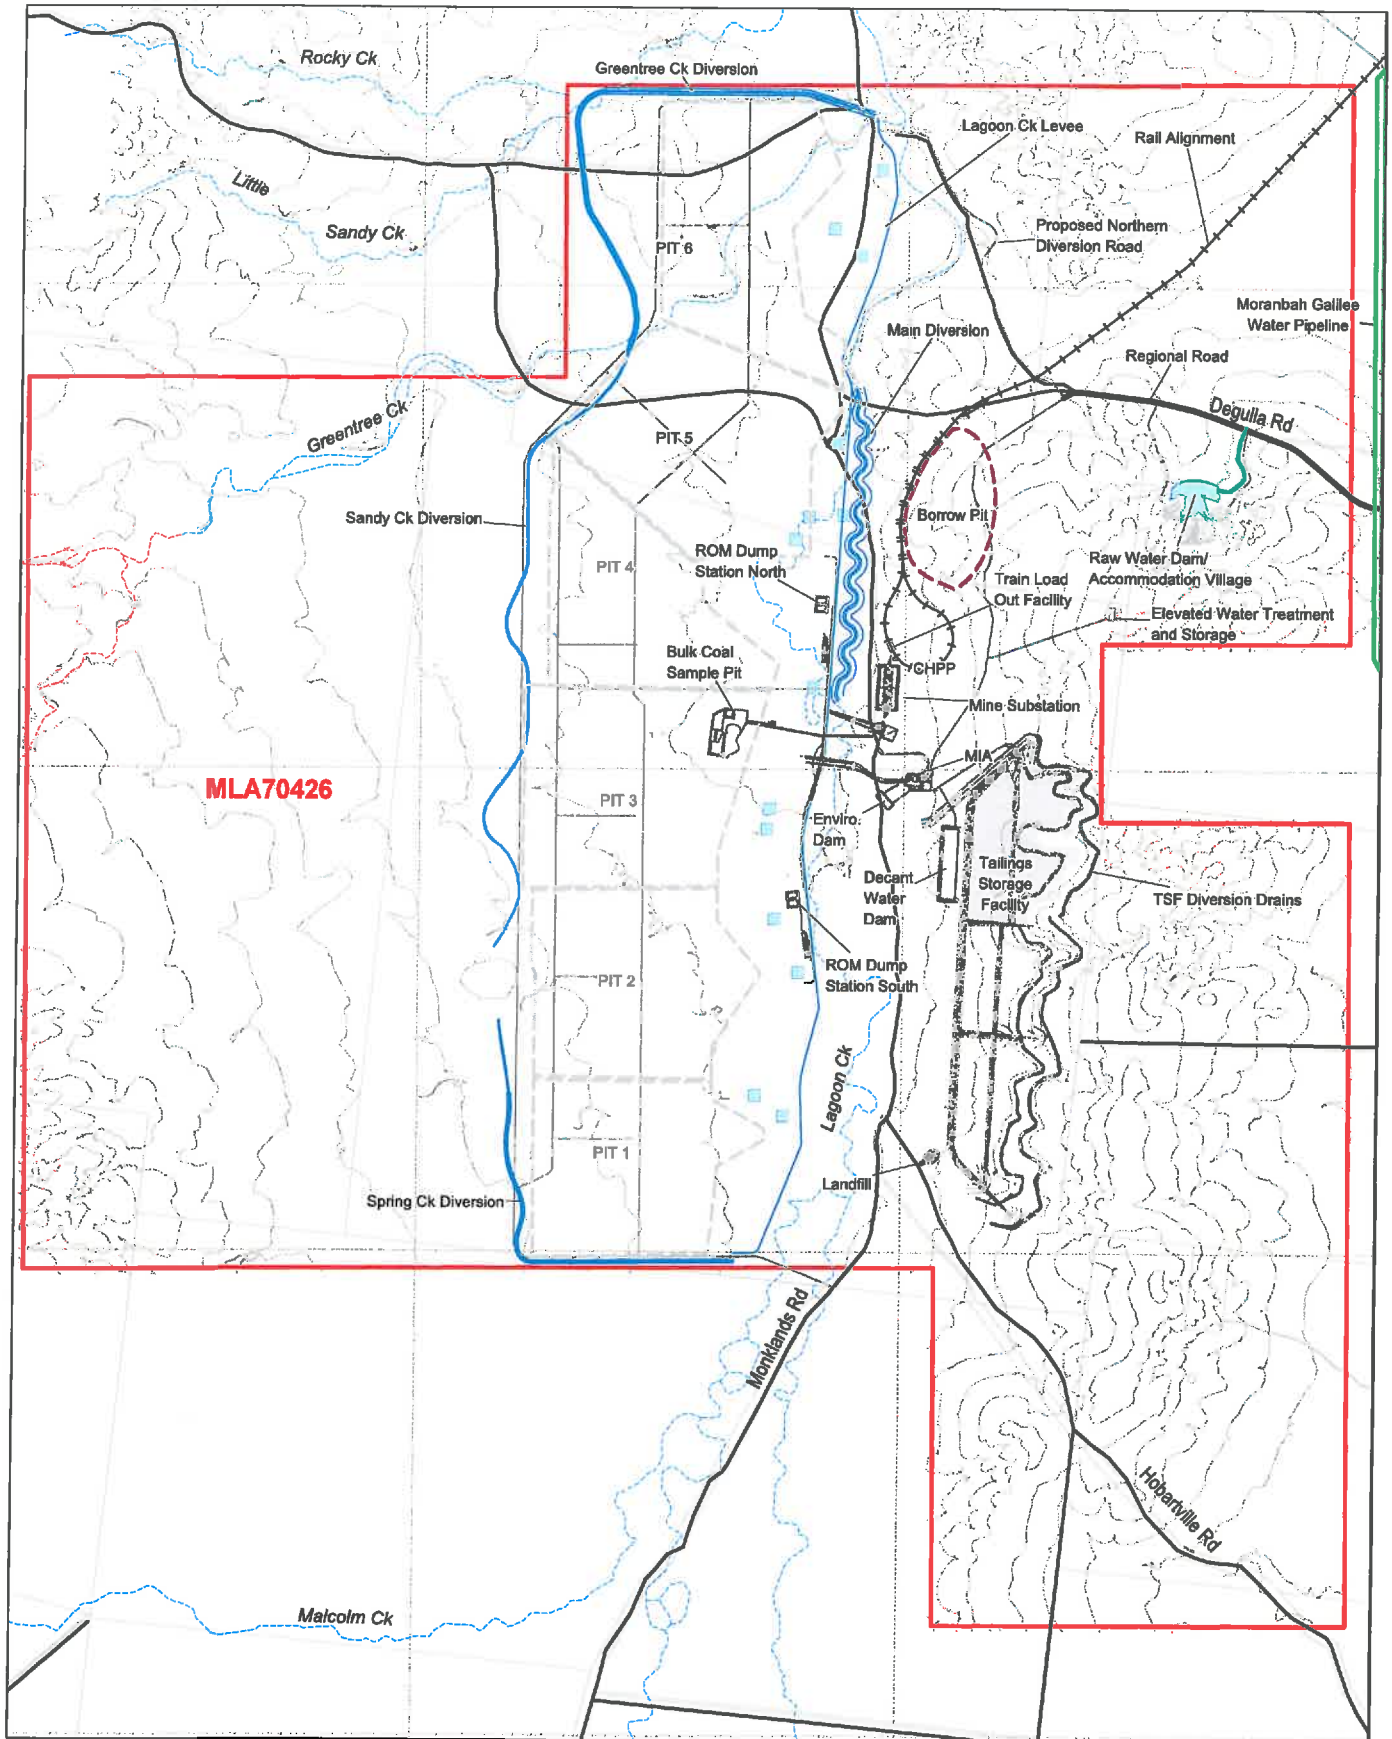 Rocky Ck
Greentree Ck Diversion
Lagoon Ck Levee
Rail Alignment
Little
Sandy Ck
Proposed Northern
Diversion Road
PIT 6
Moranbah Galilee
Water Pipeline
Main Diversion
Regional Road
Degulla Rd
Greentree Ck
PIT 5
Sandy Ck Diversion
Borrow Pit
ROM Dump
Station North
PIT 4
Raw Water Dam/
Accommodation Village
Train Load
Out Facility
Elevated Water Treatment
and Storage
Bulk Coal
Sample Pit
CHPP
Mine Substation
MIA
MLA70426
PIT 3
Enviro.
Dam
Decant
Water
Dam
Tailings
Storage
Facility
TSF Diversion Drains
ROM Dump
Station South
PIT 2
Lagoon Ck
PIT 1
Landfill
Spring Ck Diversion
Monklands Rd
Hobartville Rd
Malcolm Ck